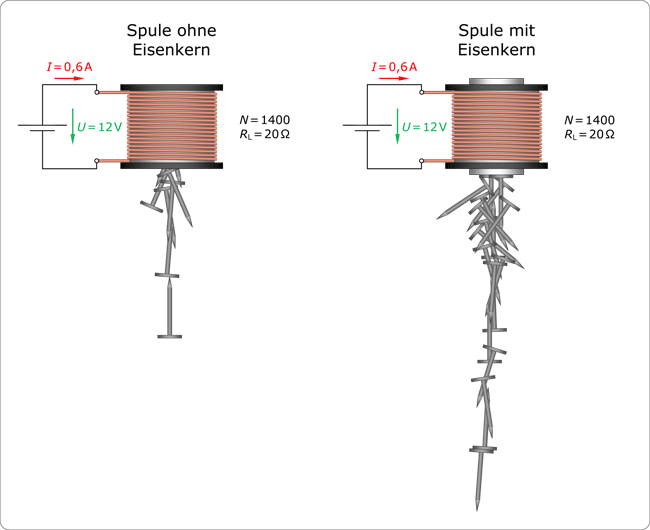 Spule ohne
Eisenkern
I = 0,6 A
U = 12 V
N = 1400
R_L = 20 Ω
Spule mit
Eisenkern
I = 0,6 A
U = 12 V
N = 1400
R_L = 20 Ω